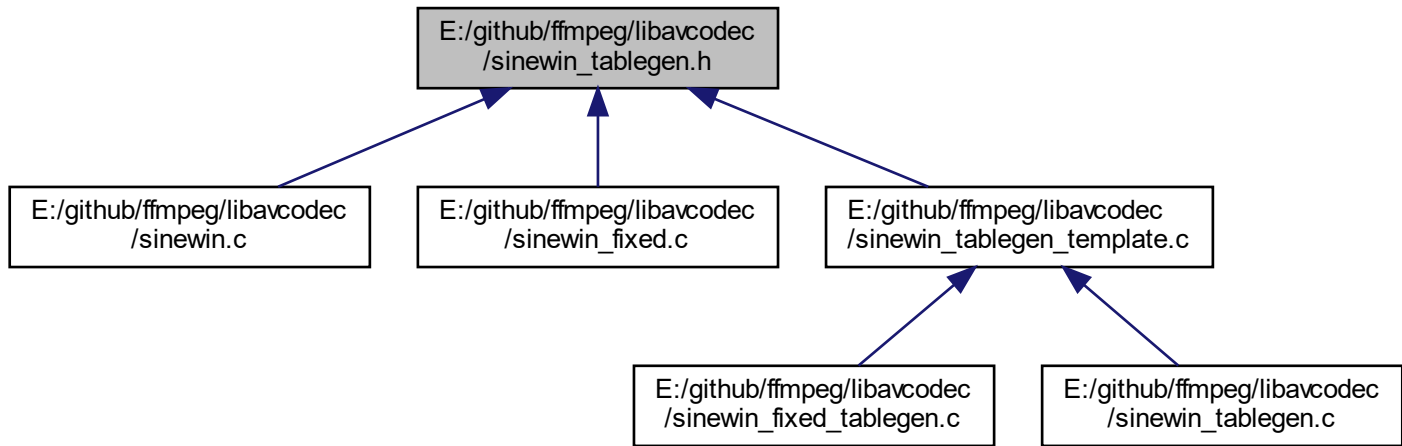 E:/github/ffmpeg/libavcodec
/sinewin_tablegen.h
E:/github/ffmpeg/libavcodec
/sinewin.c
E:/github/ffmpeg/libavcodec
/sinewin_fixed.c
E:/github/ffmpeg/libavcodec
/sinewin_tablegen_template.c
E:/github/ffmpeg/libavcodec
/sinewin_fixed_tablegen.c
E:/github/ffmpeg/libavcodec
/sinewin_tablegen.c